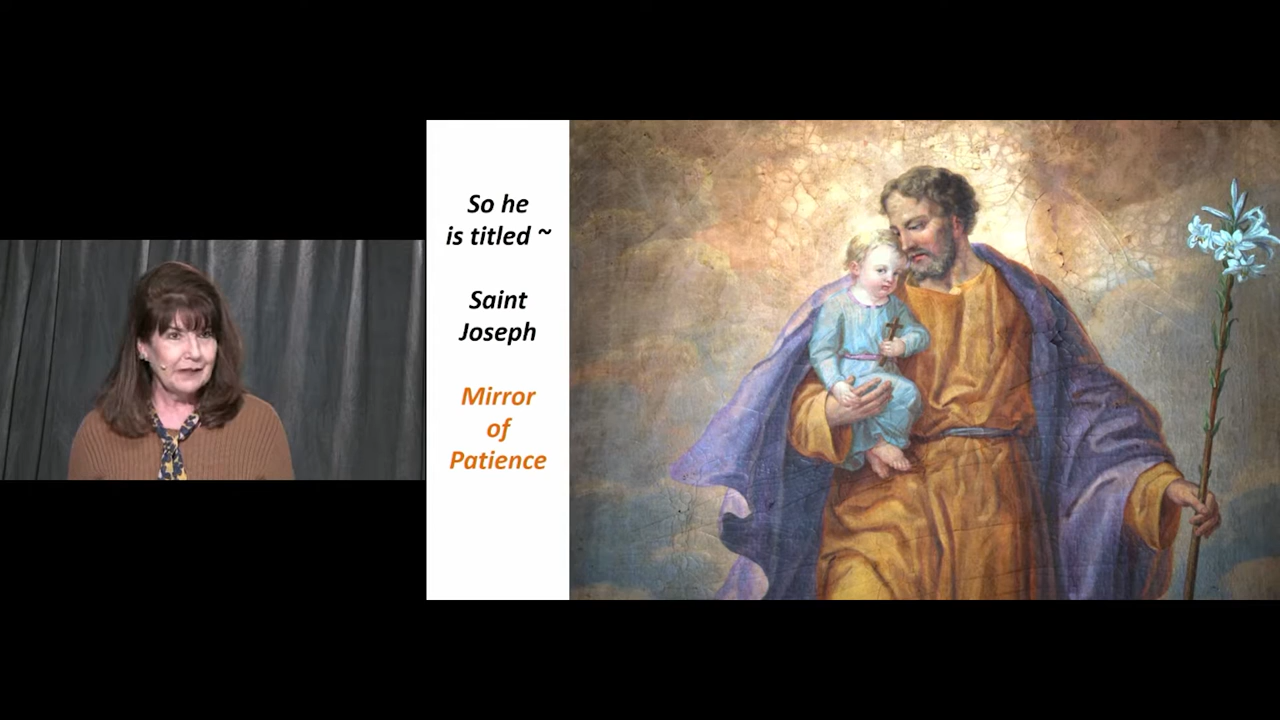 So he
is titled ~
Saint
Joseph
Mirror
of
Patience